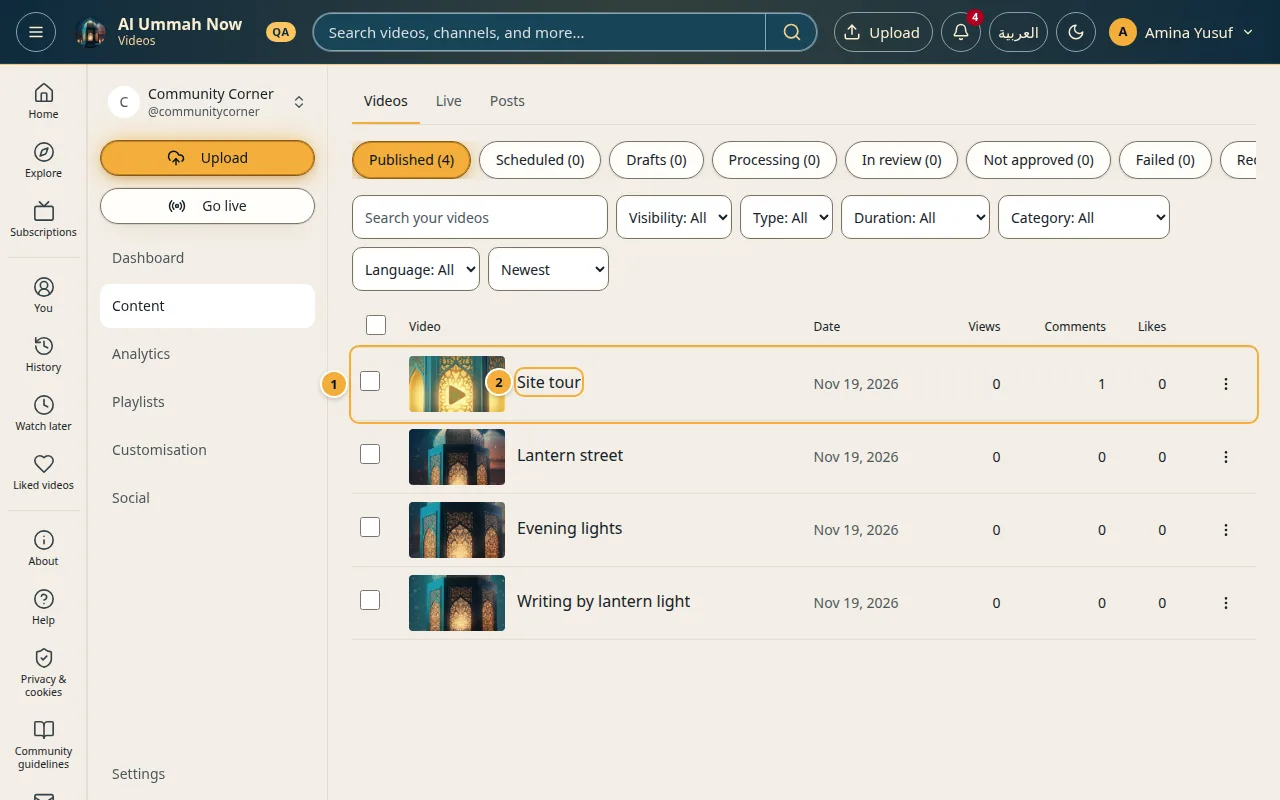 Al Ummah Now
Videos
QA
Search videos, channels, and more...
Upload
4
العربية
A
Amina Yusuf
Home
Explore
Subscriptions
You
History
Watch later
Liked videos
About
Help
Privacy &
cookies
Community
guidelines
C
Community Corner
@communitycorner
Upload
Go live
Dashboard
Content
Analytics
Playlists
Customisation
Social
Settings
Videos Live Posts
Published (4) Scheduled (0) Drafts (0) Processing (0) In review (0) Not approved (0) Failed (0)
Search your videos Visibility: All Type: All Duration: All Category: All
Language: All Newest
Video Date Views Comments Likes
1 2 Site tour Nov 19, 2026 0 1 0
Lantern street Nov 19, 2026 0 0 0
Evening lights Nov 19, 2026 0 0 0
Writing by lantern light Nov 19, 2026 0 0 0